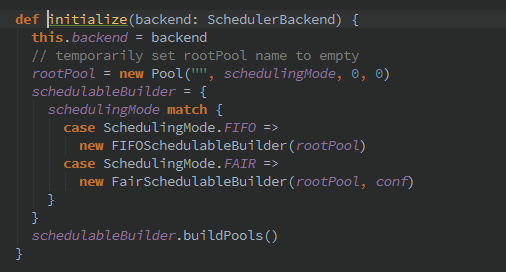 def initialize(backend: SchedulerBackend) {
  this.backend = backend
  // temporarily set rootPool name to empty
  rootPool = new Pool("", schedulingMode, 0, 0)
  schedulableBuilder = {
    schedulingMode match {
      case SchedulingMode.FIFO =>
        new FIFOSchedulableBuilder(rootPool)
      case SchedulingMode.FAIR =>
        new FairSchedulableBuilder(rootPool, conf)
    }
  }
  schedulableBuilder.buildPools()
}